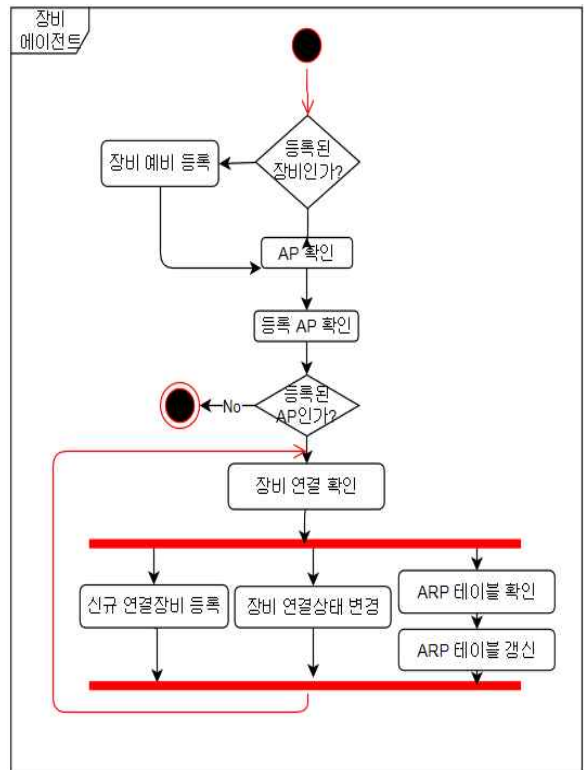 장비
에이전트
등록된
장비인가?
장비 예비 등록
AP 확인
등록 AP 확인
등록된
AP인가?
No
장비 연결 확인
신규 연결장비 등록
장비 연결상태 변경
ARP 테이블 확인
ARP 테이블 갱신